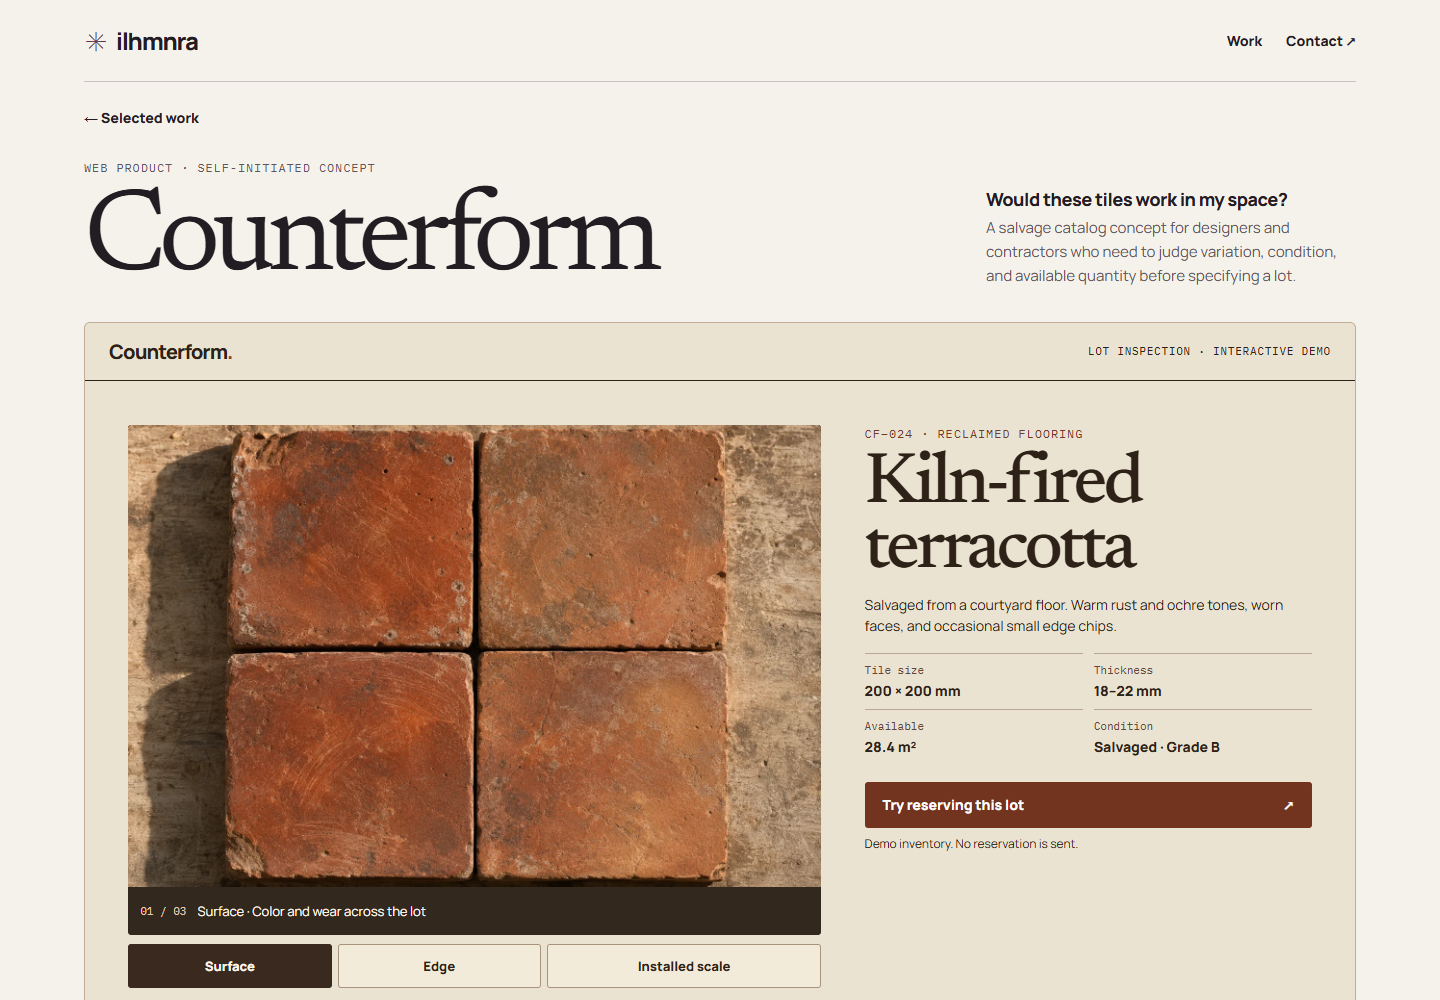 ilhmnra
Work
Contact ↗
← Selected work
WEB PRODUCT · SELF-INITIATED CONCEPT
Counterform
Would these tiles work in my space?
A salvage catalog concept for designers and
contractors who need to judge variation, condition,
and available quantity before specifying a lot.
Counterform.
LOT INSPECTION · INTERACTIVE DEMO
01 / 03 Surface · Color and wear across the lot
Surface
Edge
Installed scale
CF-024 · RECLAIMED FLOORING
Kiln-fired
terracotta
Salvaged from a courtyard floor. Warm rust and ochre tones, worn
faces, and occasional small edge chips.
Tile size
200 × 200 mm
Thickness
18–22 mm
Available
28.4 m²
Condition
Salvaged · Grade B
Try reserving this lot ↗
Demo inventory. No reservation is sent.